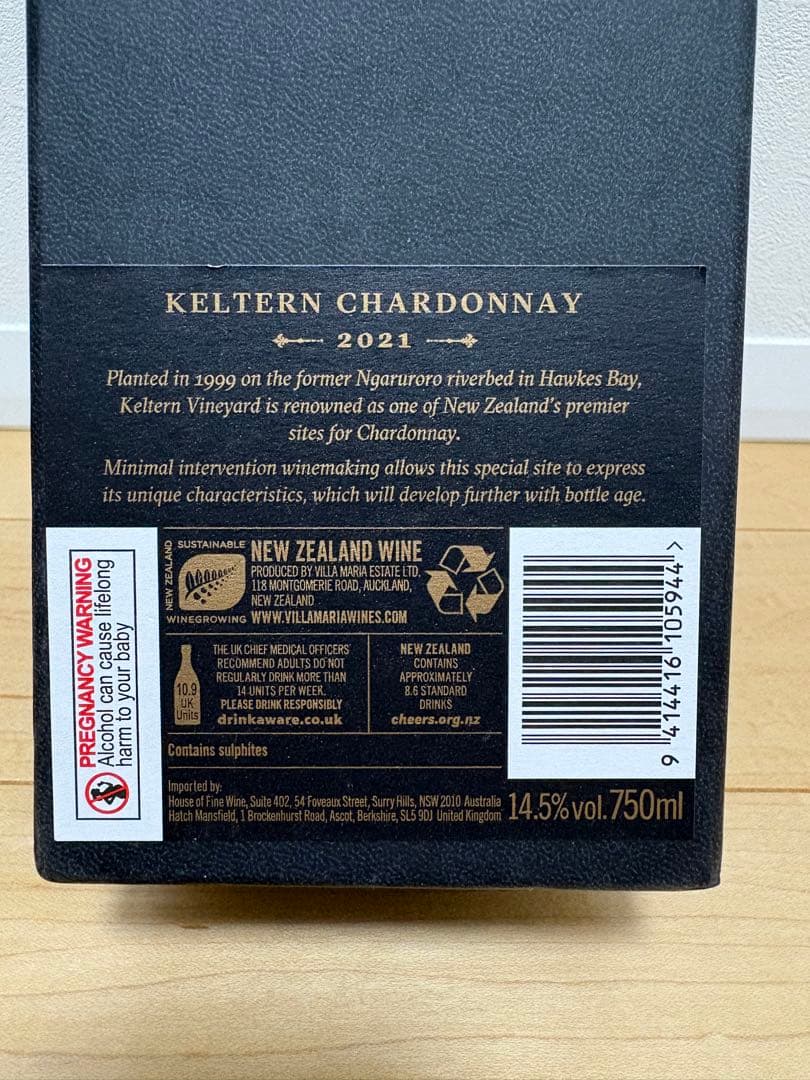 KELTERN CHARDONNAY
2021
Planted in 1999 on the former Ngaruroro riverbed in Hawkes Bay,
Keltern Vineyard is renowned as one of New Zealand's premier
sites for Chardonnay.
Minimal intervention winemaking allows this special site to express
its unique characteristics, which will develop further with bottle age.
PREGNANCY WARNING
Alcohol can cause lifelong
harm to your baby
NEW ZEALAND
SUSTAINABLE
WINEGROWING
NEW ZEALAND WINE
PRODUCED BY VILLA MARIA ESTATE LTD,
118 MONTGOMERIE ROAD, AUCKLAND,
NEW ZEALAND
WWW.VILLAMARIAWINES.COM
10.9
UK
Units
THE UK CHIEF MEDICAL OFFICERS'
RECOMMEND ADULTS DO NOT
REGULARLY DRINK MORE THAN
14 UNITS PER WEEK.
PLEASE DRINK RESPONSIBLY
drinkaware.co.uk
NEW ZEALAND
CONTAINS
APPROXIMATELY
8.6 STANDARD
DRINKS
cheers.org.nz
Contains sulphites
Imported by:
House of Fine Wine, Suite 402, 54 Foveaux Street, Surry Hills, NSW 2010 Australia
Hatch Mansfield, 1 Brockenhurst Road, Ascot, Berkshire, SL5 9DJ United Kingdom
14.5% vol. 750ml
9 414416 105944 >